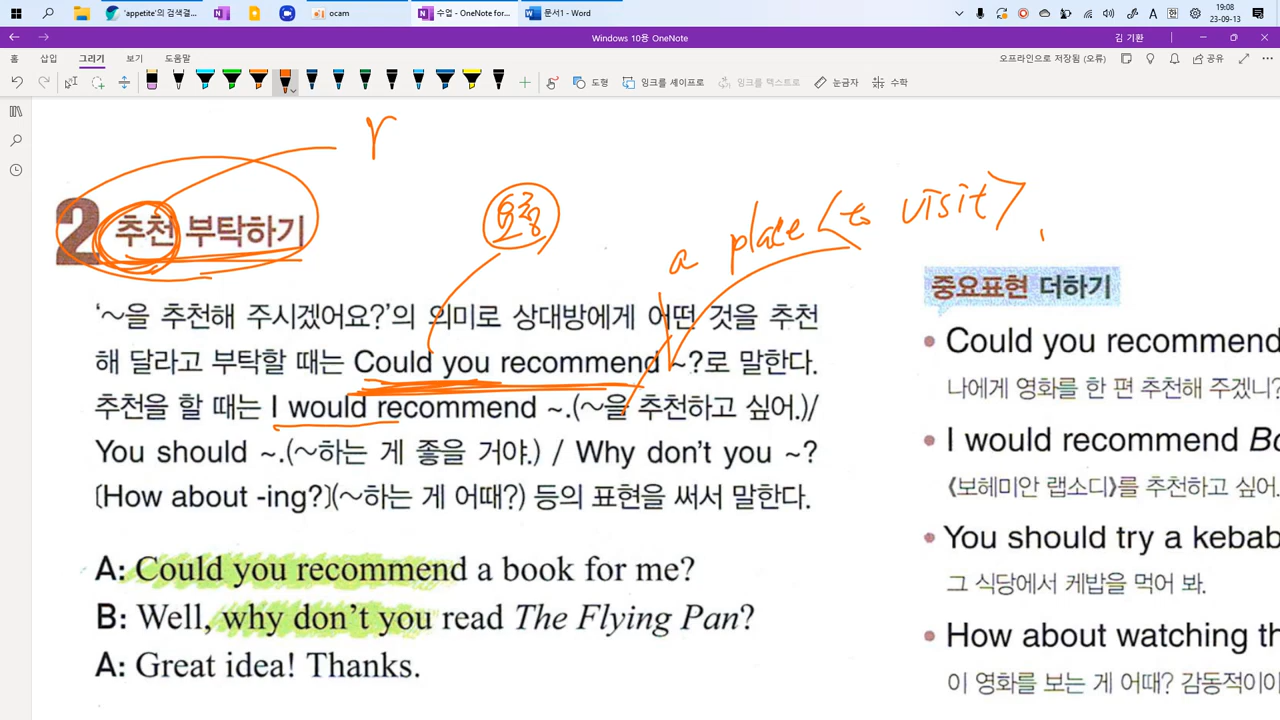 'appetite'의 검색결...
ocam
수업 - OneNote for...
문서1 - Word
19:08
23-09-13
Windows 10용 OneNote
김 기환
홈 삽입 그리기 보기 도움말
오프라인으로 저장됨 (오류)
공유
도형
잉크를 셰이프로
잉크를 텍스트로
눈금자
수학
r
a place (to visit)
2 추천 부탁하기
'~을 추천해 주시겠어요?'의 의미로 상대방에게 어떤 것을 추천
해 달라고 부탁할 때는 Could you recommend ~?로 말한다.
추천을 할 때는 I would recommend ~.(~을 추천하고 싶어.)/
You should ~.(~하는 게 좋을 거야.) / Why don't you ~?
〔How about -ing?〕(~하는 게 어때?) 등의 표현을 써서 말한다.
A: Could you recommend a book for me?
B: Well, why don't you read The Flying Pan?
A: Great idea! Thanks.
중요표현 더하기
Could you recommend
나에게 영화를 한 편 추천해 주겠니?
I would recommend Bo
《보헤미안 랩소디》를 추천하고 싶어.
You should try a kebab
그 식당에서 케밥을 먹어 봐.
How about watching th
이 영화를 보는 게 어때? 감동적이이